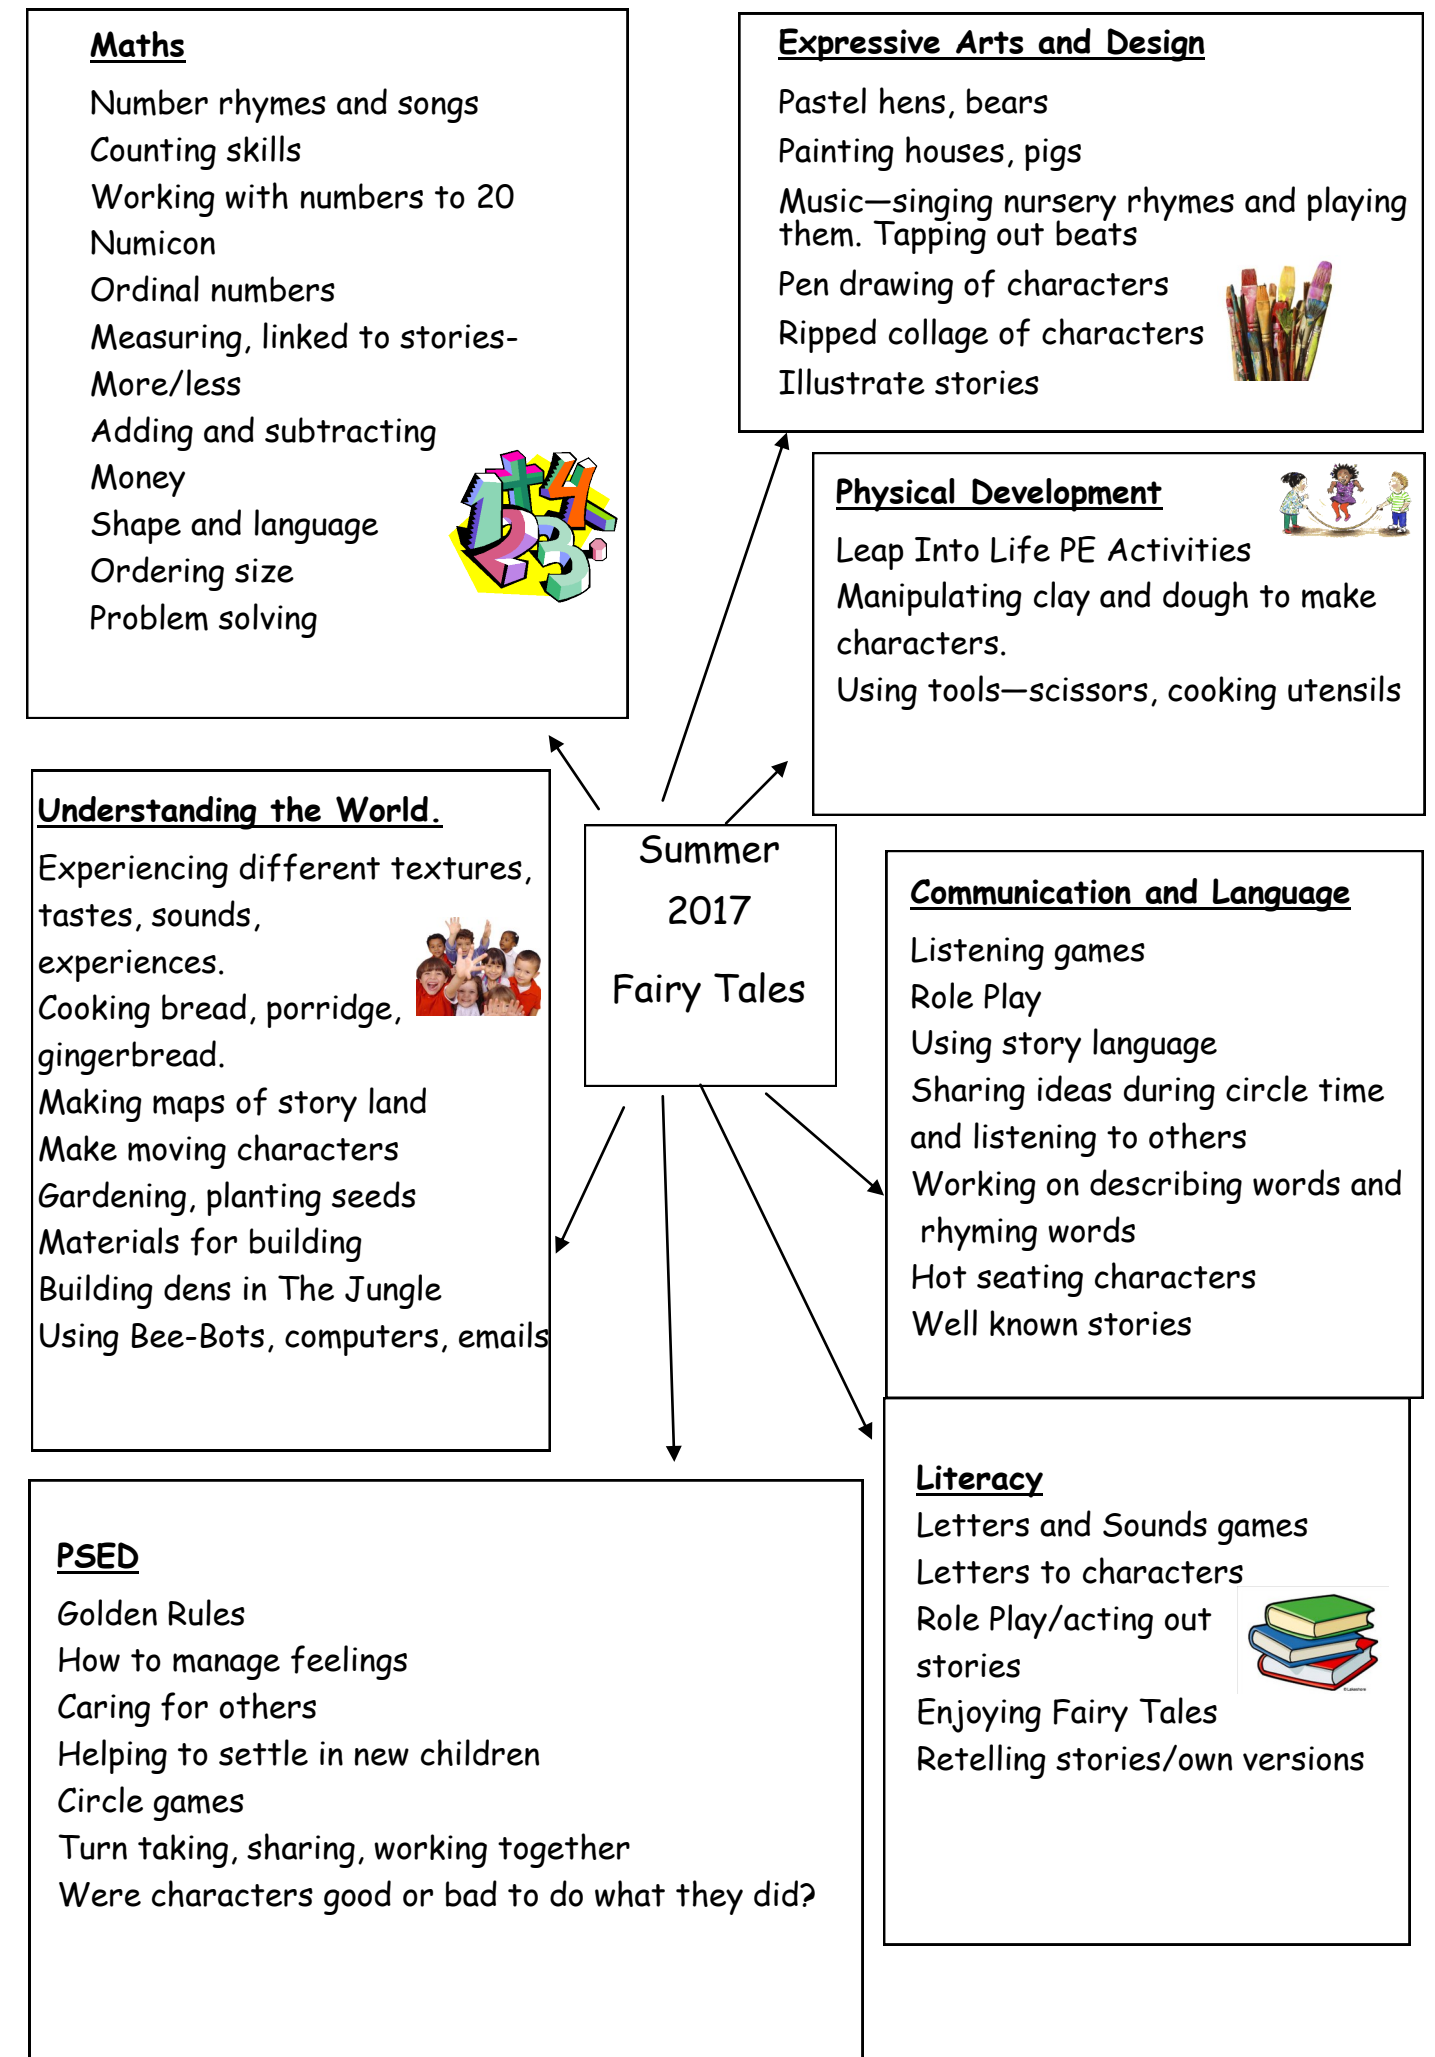 Maths
Number rhymes and songs
Counting skills
Working with numbers to 20
Numicon
Ordinal numbers
Measuring, linked to stories-
More/less
Adding and subtracting
Money
Shape and language
Ordering size
Problem solving
Expressive Arts and Design
Pastel hens, bears
Painting houses, pigs
Music—singing nursery rhymes and playing
them. Tapping out beats
Pen drawing of characters
Ripped collage of characters
Illustrate stories
Physical Development
Leap Into Life PE Activities
Manipulating clay and dough to make
characters.
Using tools—scissors, cooking utensils
Understanding the World.
Experiencing different textures,
tastes, sounds,
experiences.
Cooking bread, porridge,
gingerbread.
Making maps of story land
Make moving characters
Gardening, planting seeds
Materials for building
Building dens in The Jungle
Using Bee-Bots, computers, emails
Summer
2017
Fairy Tales
Communication and Language
Listening games
Role Play
Using story language
Sharing ideas during circle time
and listening to others
Working on describing words and
rhyming words
Hot seating characters
Well known stories
Literacy
Letters and Sounds games
Letters to characters
Role Play/acting out
stories
Enjoying Fairy Tales
Retelling stories/own versions
PSED
Golden Rules
How to manage feelings
Caring for others
Helping to settle in new children
Circle games
Turn taking, sharing, working together
Were characters good or bad to do what they did?
1+4
23